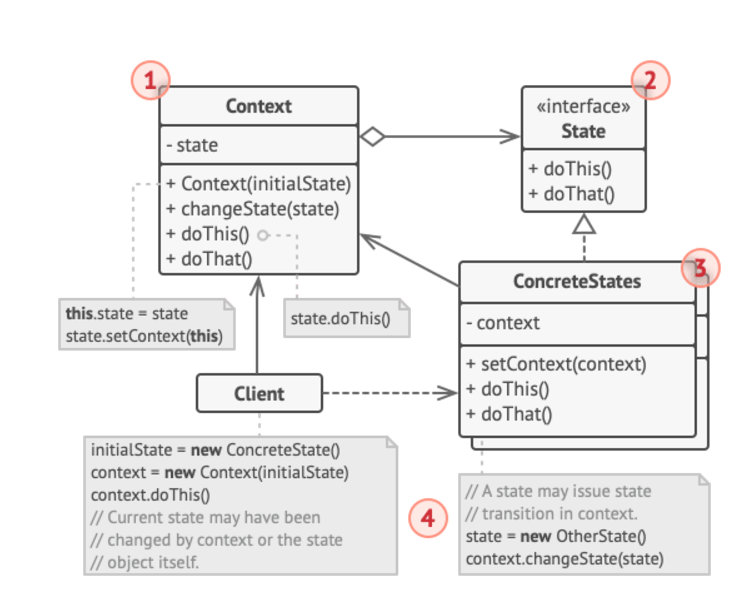 1
Context
- state
+ Context(initialState)
+ changeState(state)
+ doThis()
+ doThat()
2
«interface»
State
+ doThis()
+ doThat()
3
ConcreteStates
- context
+ setContext(context)
+ doThis()
+ doThat()
this.state = state
state.setContext(this)
state.doThis()
Client
initialState = new ConcreteState()
context = new Context(initialState)
context.doThis()
// Current state may have been
// changed by context or the state
// object itself.
4
// A state may issue state
// transition in context.
state = new OtherState()
context.changeState(state)